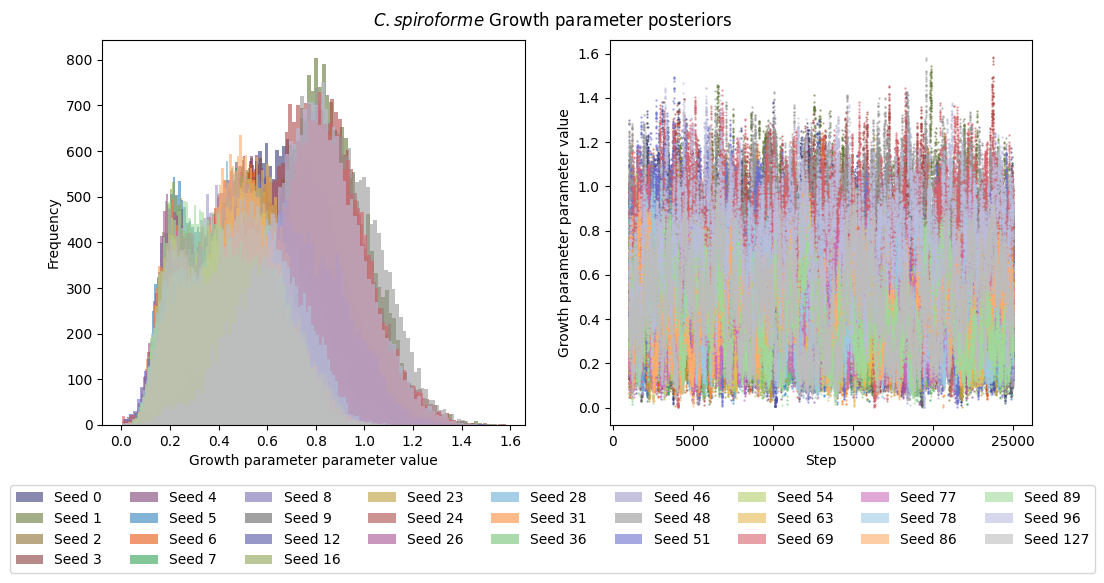 C. spiroforme Growth parameter posteriors
Frequency
800
700
600
500
400
300
200
100
0
0.0 0.2 0.4 0.6 0.8 1.0 1.2 1.4 1.6
Growth parameter parameter value
Growth parameter value
1.6
1.4
1.2
1.0
0.8
0.6
0.4
0.2
0.0
0 5000 10000 15000 20000 25000
Step
Seed 0 Seed 4 Seed 8 Seed 23 Seed 28 Seed 46 Seed 54 Seed 77 Seed 89
Seed 1 Seed 5 Seed 9 Seed 24 Seed 31 Seed 48 Seed 63 Seed 78 Seed 96
Seed 2 Seed 6 Seed 12 Seed 26 Seed 36 Seed 51 Seed 69 Seed 86 Seed 127
Seed 3 Seed 7 Seed 16